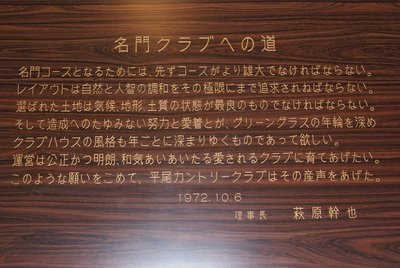 名門クラブへの道
名門コースとなるためには、先ずコースがより雄大でなければならない。
レイアウトは自然と人智の調和をその極限にまで追求されねばならない。
選ばれた土地は気候、地形、土質の状態が最良のものでなければならない。
そして造成へのたゆみない努力と愛着とが、グリーングラスの年輪を深め
クラブハウスの風格も年ごとに深まりゆくものであって欲しい。
運営は公正かつ明朗、和気あいあいたる愛されるクラブに育てあげたい。
このような願いをこめて、平尾カントリークラブはその産声をあげた。
1972.10.6
理事長 萩原幹也